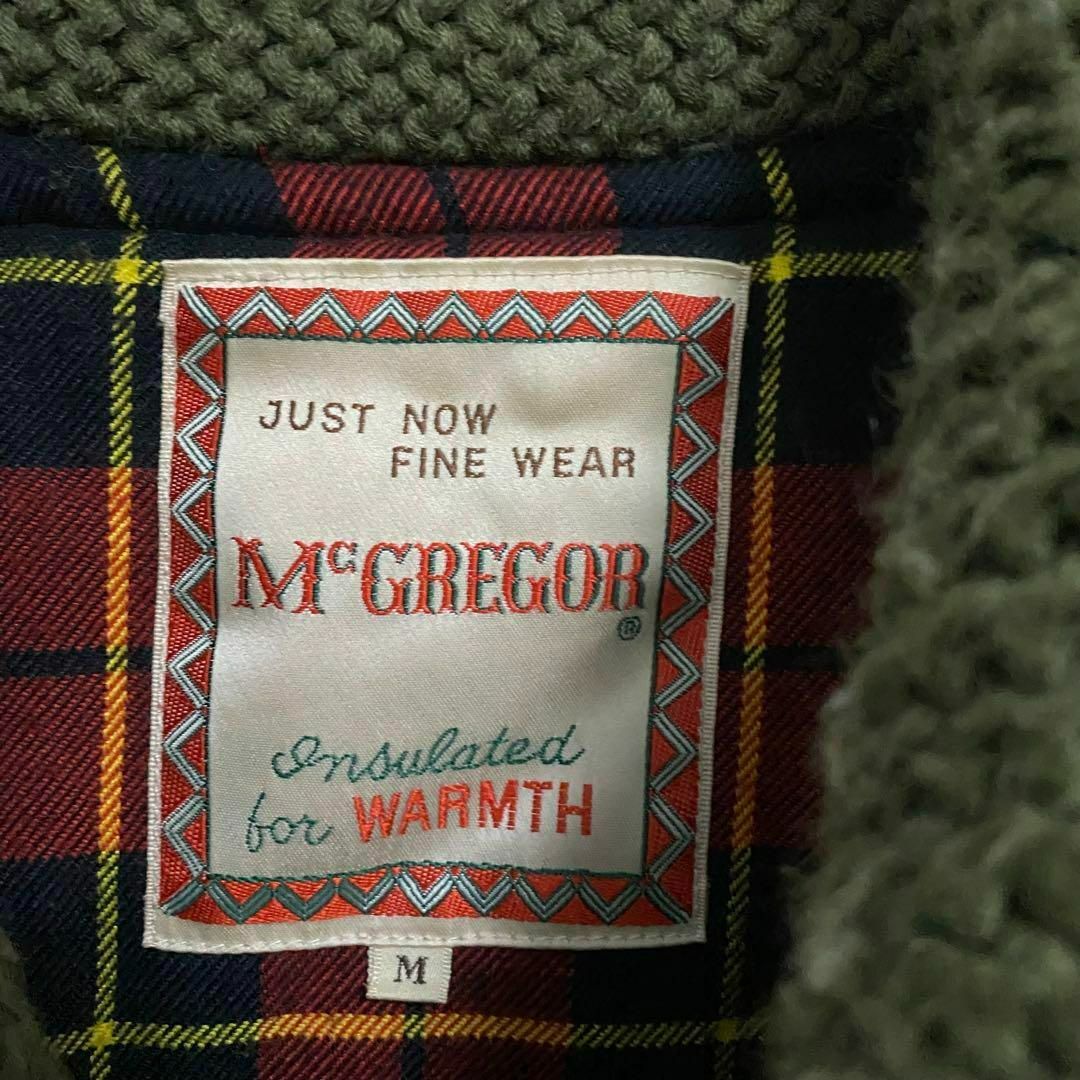 JUST NOW
FINE WEAR
McGREGOR
®
Insulated
for WARMTH
M